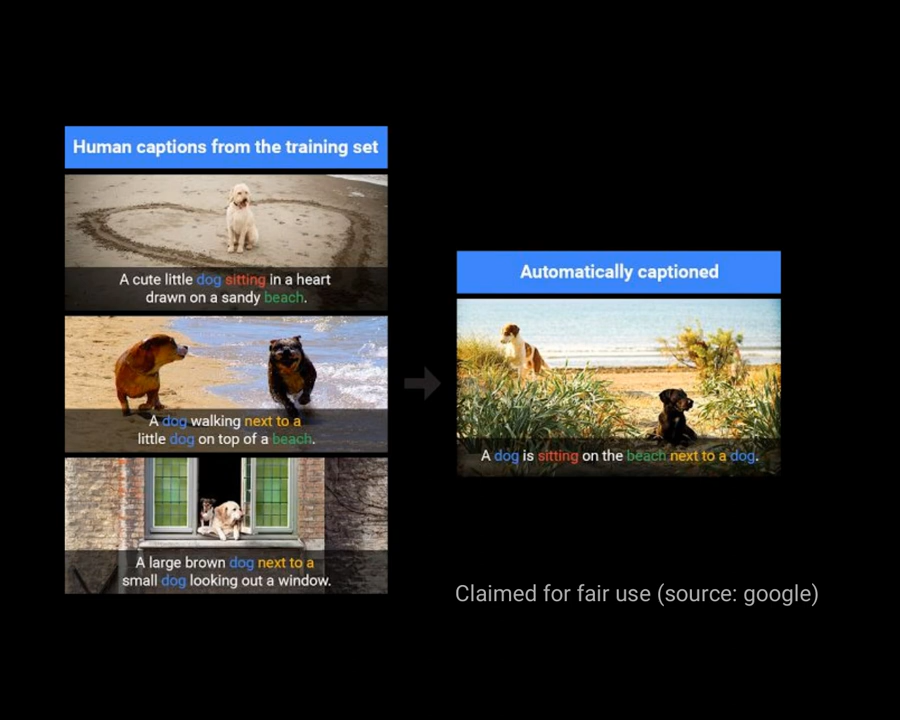 Human captions from the training set
A cute little dog sitting in a heart
drawn on a sandy beach.
A dog walking next to a
little dog on top of a beach.
A large brown dog next to a
small dog looking out a window.
Automatically captioned
A dog is sitting on the beach next to a dog.
Claimed for fair use (source: google)